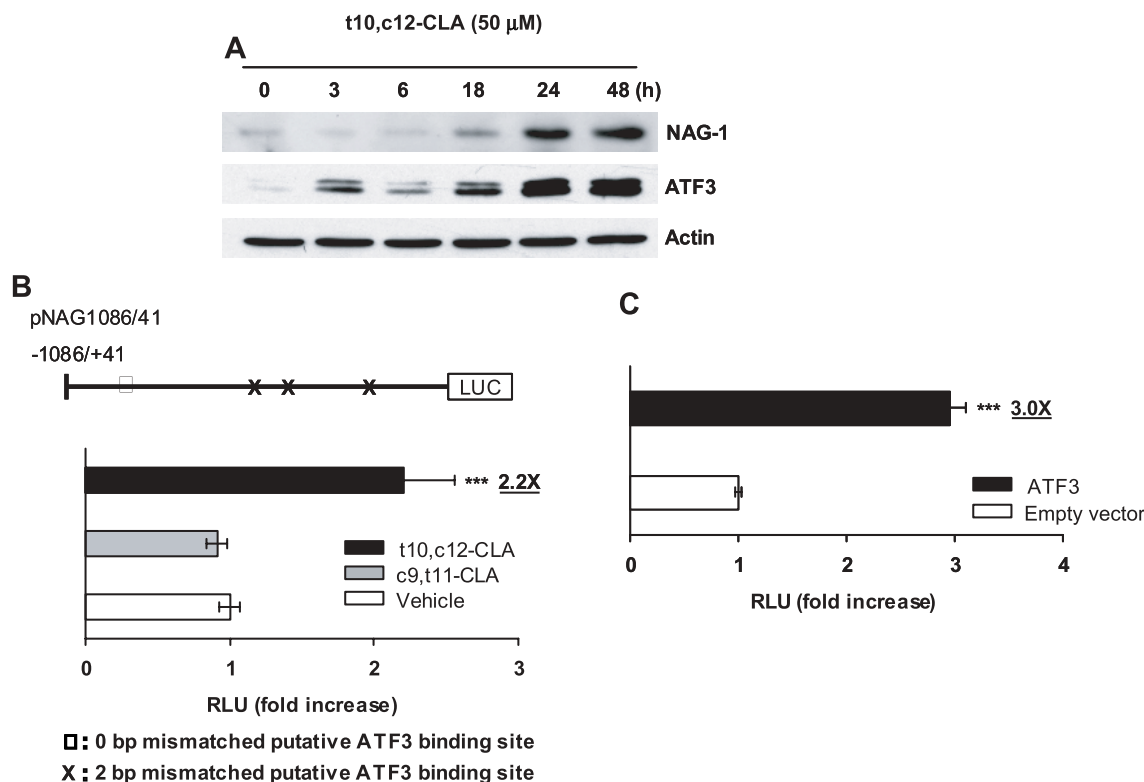 t10,c12-CLA (50 μM)
A
0 3 6 18 24 48 (h)
NAG-1
ATF3
Actin
B
pNAG1086/41
-1086/+41
X X X LUC
*** 2.2X
t10,c12-CLA
c9,t11-CLA
Vehicle
0 1 2 3
RLU (fold increase)
: 0 bp mismatched putative ATF3 binding site
X : 2 bp mismatched putative ATF3 binding site
C
*** 3.0X
ATF3
Empty vector
0 1 2 3 4
RLU (fold increase)